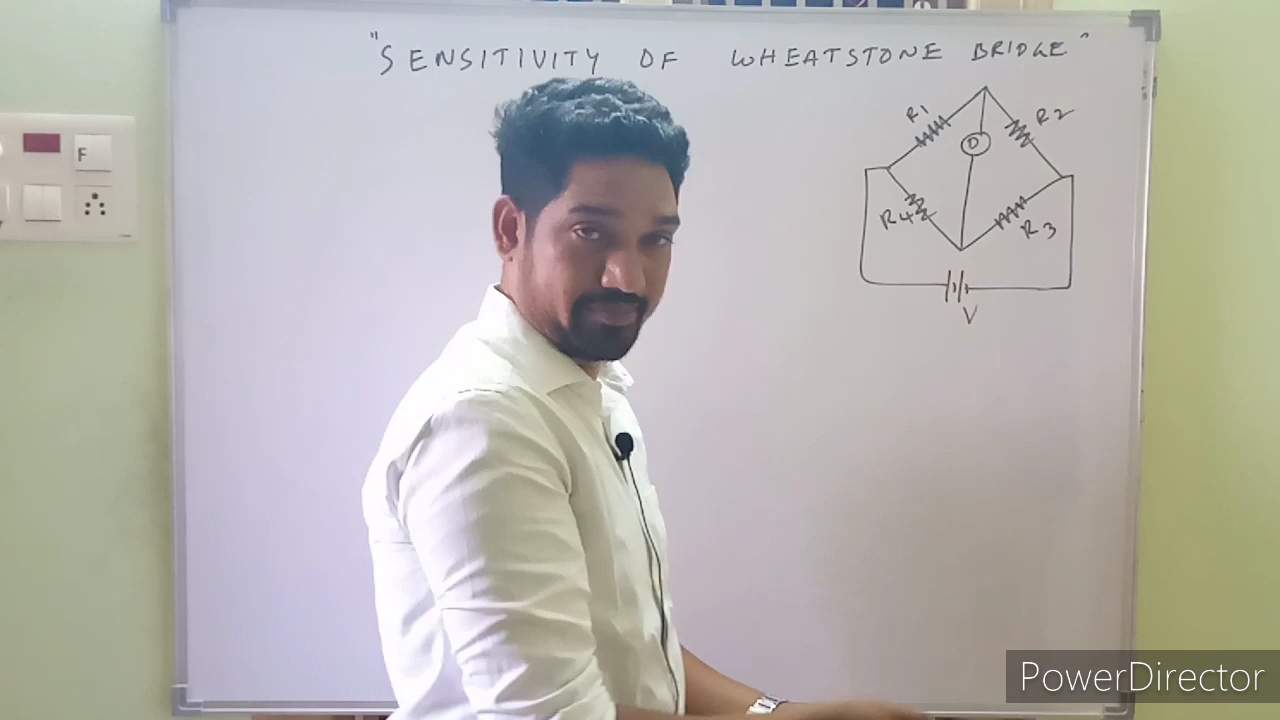 "SENSITIVITY OF WHEATSTONE BRIDGE"
R1
R2
D
R4
R3
V
F
PowerDirector